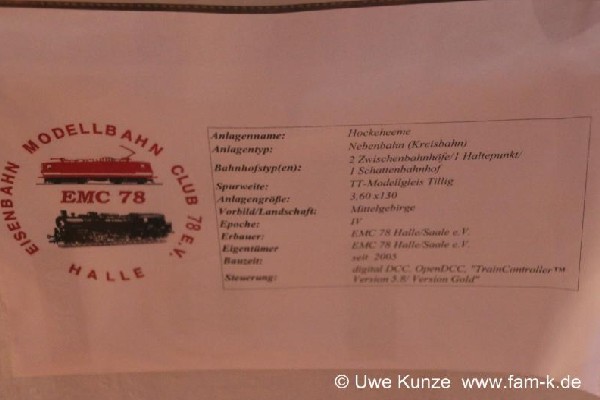 EISENBAHN MODELLBAHN CLUB 78 E.V.
EMC 78
HALLE
Anlagenname: Hockeneeme
Anlagentyp: Nebenbahn (Kreisbahn)
Bahnhofstyp(en): 2 Zwischenbahnhöfe/1 Haltepunkt/
1 Schattenbahnhof
Spurweite: TT-Modellgleis Tillig
Anlagengröße: 3,60 x130
Vorbild/Landschaft: Mittelgebirge
Epoche: IV
Erbauer: EMC 78 Halle/Saale e.V.
Eigentümer EMC 78 Halle/Saale e.V.
Bauzeit: seit 2005
Steuerung: digital DCC, OpenDCC, "TrainController™
Version 5.8/ Version Gold"
© Uwe Kunze www.fam-k.de